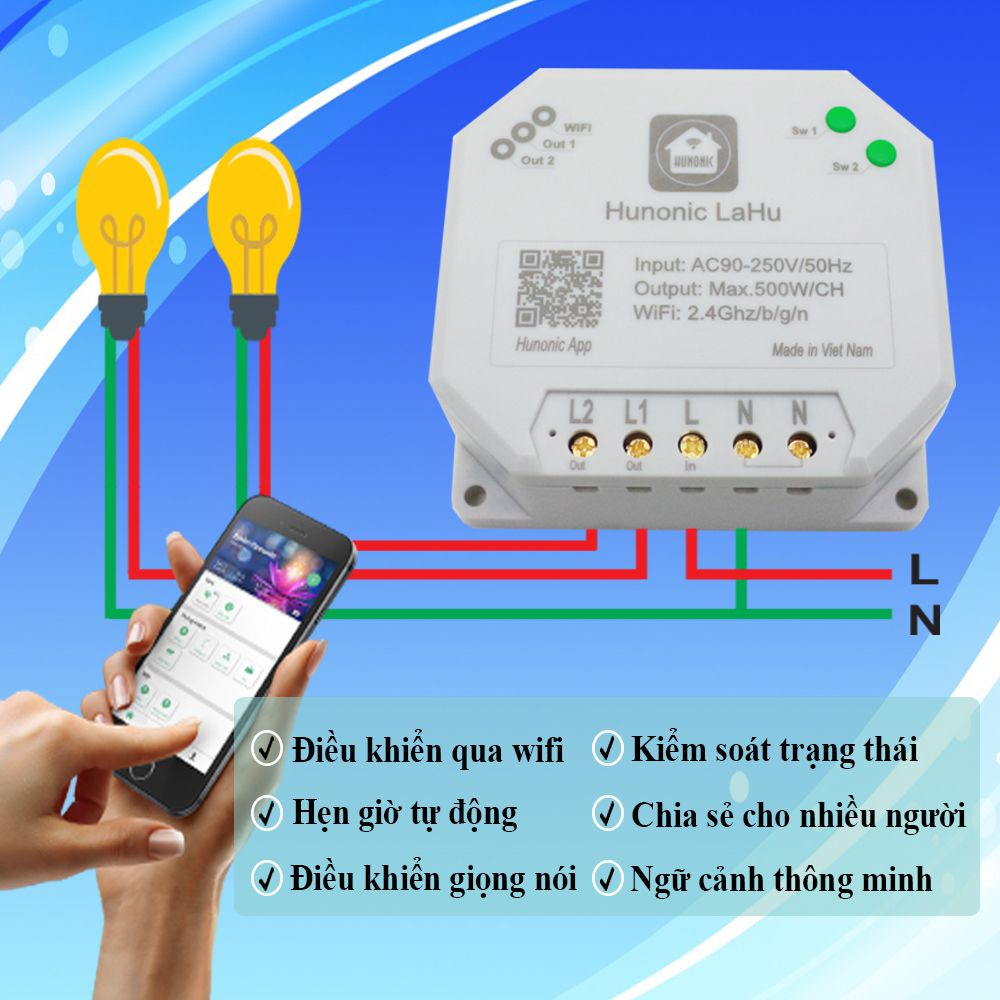 WiFI
Out 1
Out 2
HUNONIC
Sw 1
Sw 2
Hunonic LaHu
Input: AC90-250V/50Hz
Output: Max.500W/CH
WiFi: 2.4Ghz/b/g/n
Hunonic App
Made in Viet Nam
L2 L1 L N N
Out Out In
L
N
Điều khiển qua wifi
Kiểm soát trạng thái
Hẹn giờ tự động
Chia sẻ cho nhiều người
Điều khiển giọng nói
Ngữ cảnh thông minh